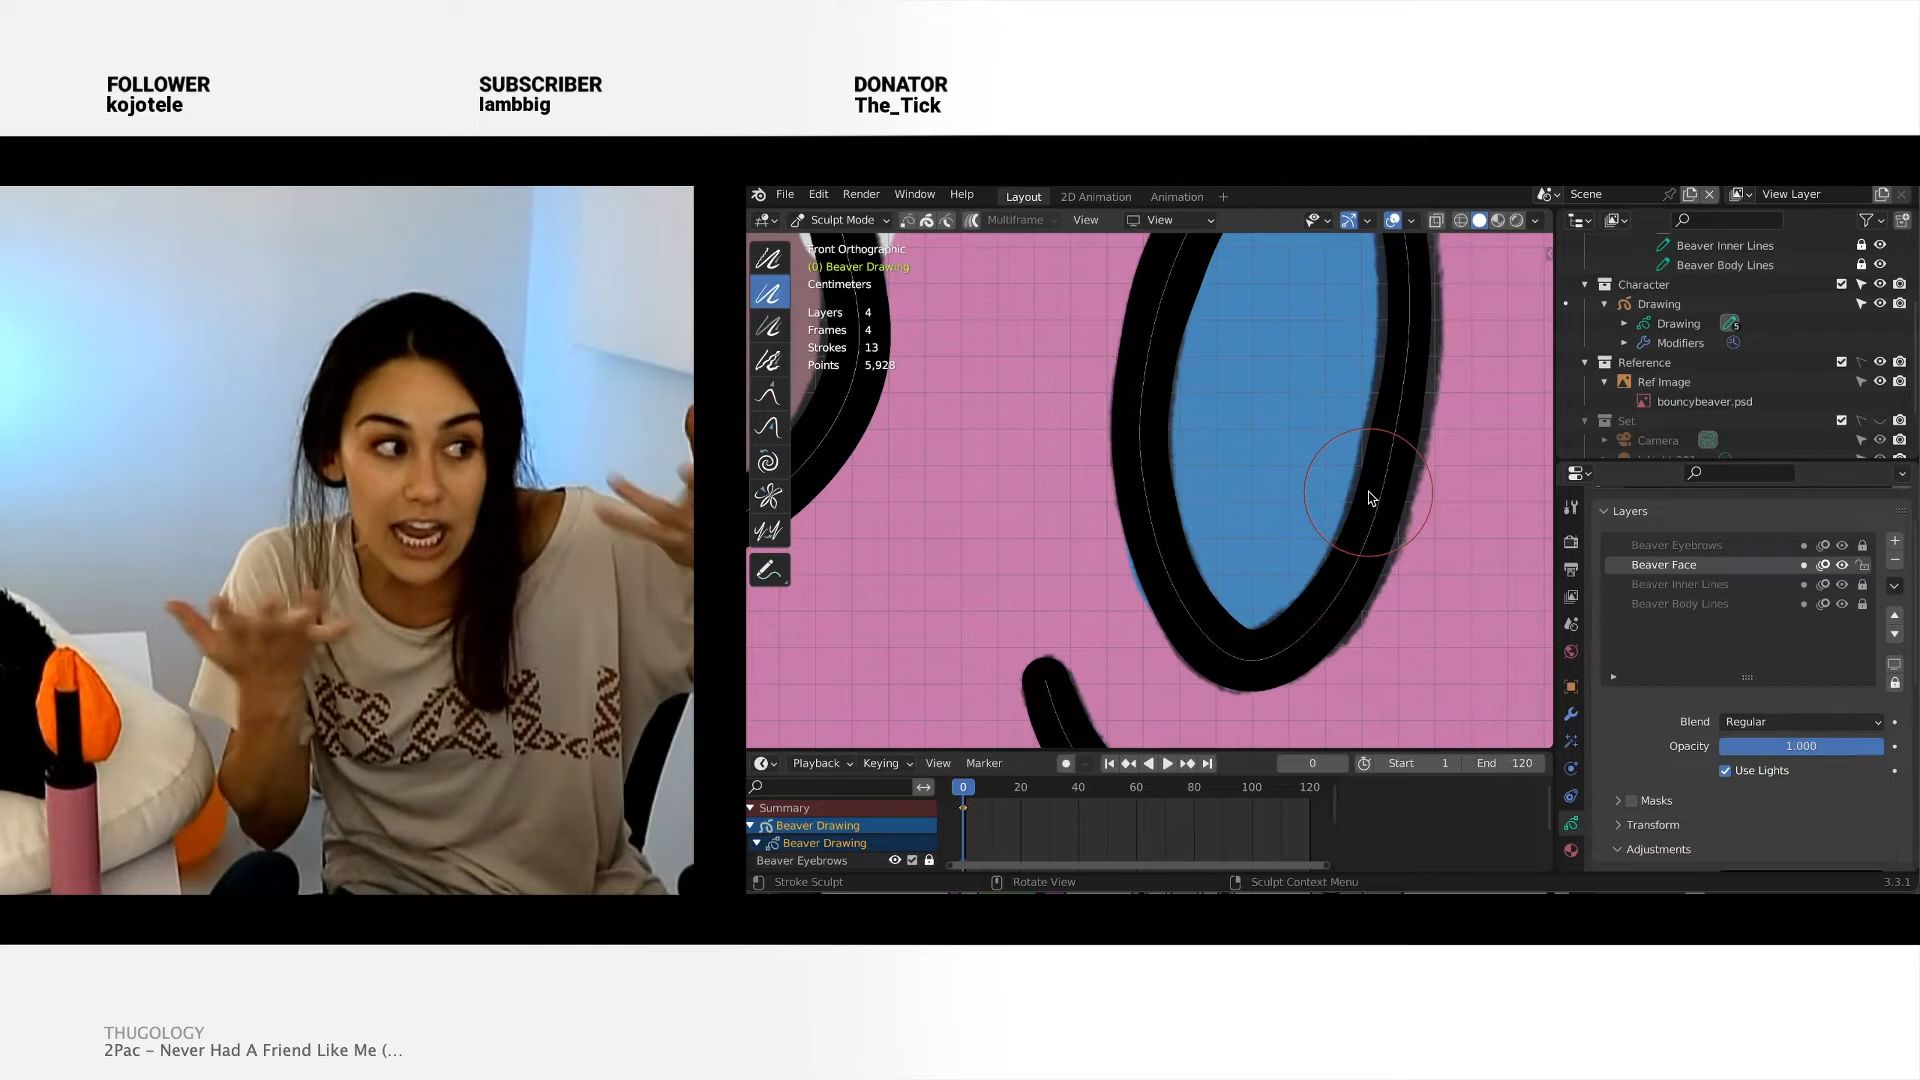 FOLLOWER
kojotele
SUBSCRIBER
lambbig
DONATOR
The_Tick
File Edit Render Window Help Layout 2D Animation Animation + Scene View Layer
Sculpt Mode Multiframe View View
Front Orthographic
(0) Beaver Drawing
Centimeters
Layers 4
Frames 4
Strokes 13
Points 5,928
Beaver Inner Lines
Beaver Body Lines
Character
Drawing
Drawing 5
Modifiers
Reference
Ref Image
bouncybeaver.psd
Set
Camera
Layers
Beaver Eyebrows
Beaver Face
Beaver Inner Lines
Beaver Body Lines
Blend Regular
Opacity 1.000
Use Lights
Masks
Transform
Adjustments
Playback Keying View Marker 0 Start 1 End 120
0 20 40 60 80 100 120
Summary
Beaver Drawing
Beaver Drawing
Beaver Eyebrows
Stroke Sculpt Rotate View Sculpt Context Menu 3.3.1
BALI
THUGOLOGY
2Pac - Never Had A Friend Like Me (...